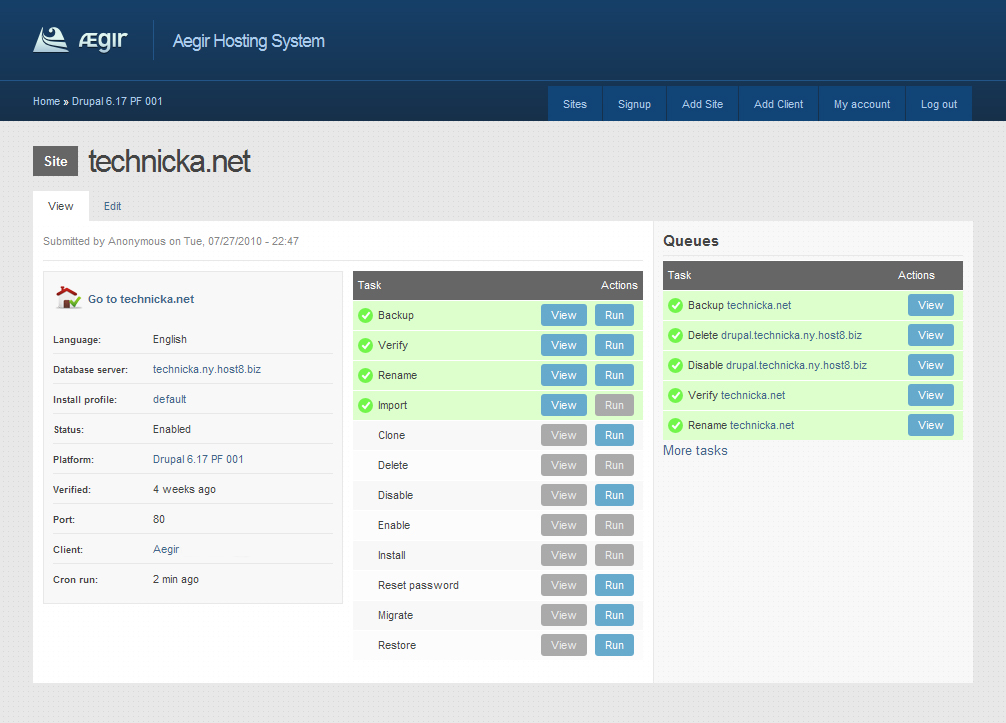 ÆGIR Aegir Hosting System
Home » Drupal 6.17 PF 001
Sites Signup Add Site Add Client My account Log out
Site technicka.net
View Edit
Submitted by Anonymous on Tue, 07/27/2010 - 22:47
Go to technicka.net
Language: English
Database server: technicka.ny.host8.biz
Install profile: default
Status: Enabled
Platform: Drupal 6.17 PF 001
Verified: 4 weeks ago
Port: 80
Client: Aegir
Cron run: 2 min ago
Task Actions
Backup View Run
Verify View Run
Rename View Run
Import View Run
Clone View Run
Delete View Run
Disable View Run
Enable View Run
Install View Run
Reset password View Run
Migrate View Run
Restore View Run
Queues
Task Actions
Backup technicka.net View
Delete drupal.technicka.ny.host8.biz View
Disable drupal.technicka.ny.host8.biz View
Verify technicka.net View
Rename technicka.net View
More tasks